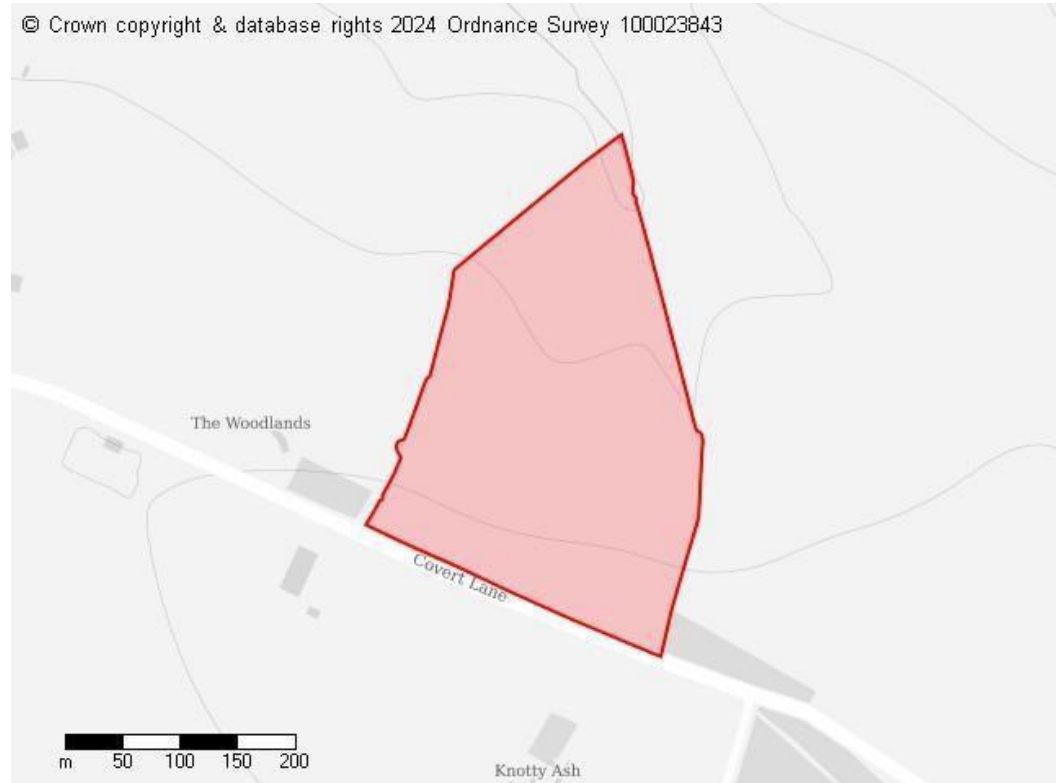 © Crown copyright & database rights 2024 Ordnance Survey 100023843
The Woodlands
Covert Lane
m 50 100 150 200
Knotty Ash